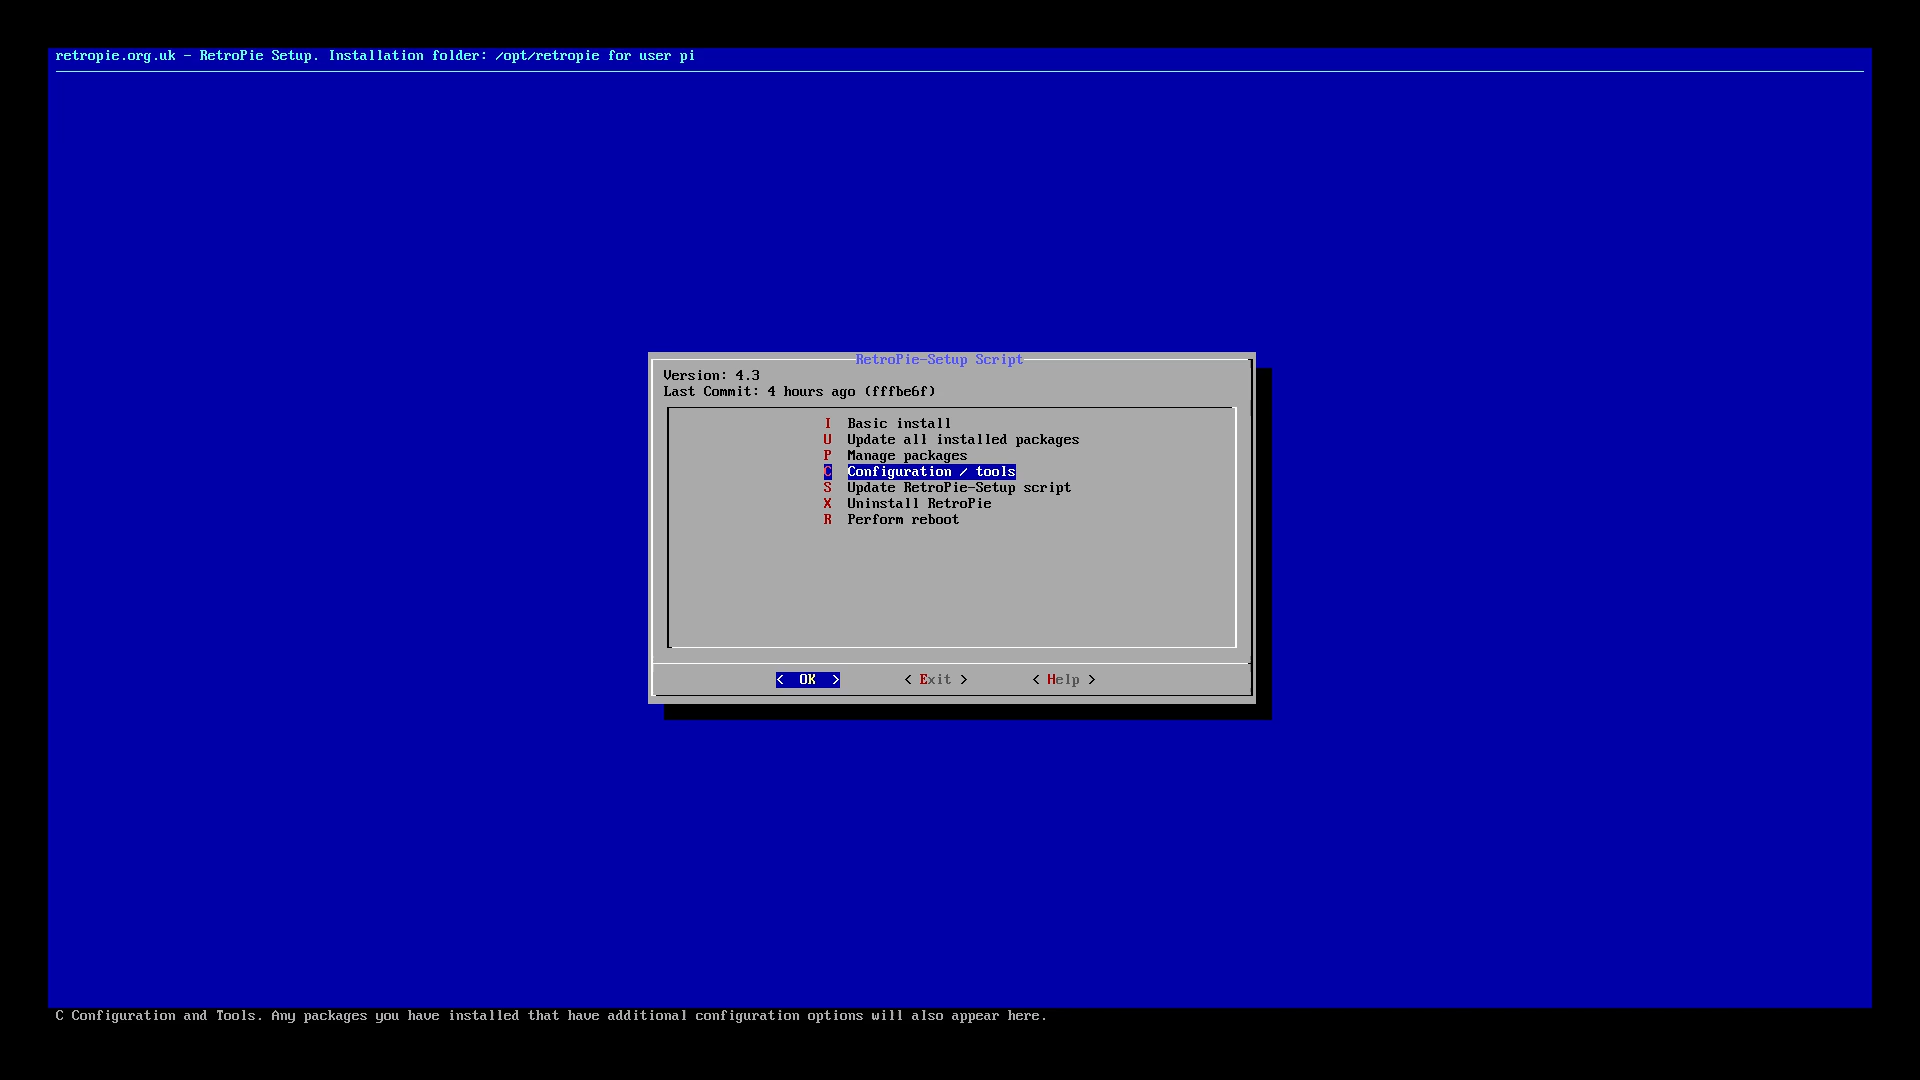 retropie.org.uk - RetroPie Setup. Installation folder: /opt/retropie for user pi
RetroPie-Setup Script
Version: 4.3
Last Commit: 4 hours ago (fffbe6f)
I Basic install
U Update all installed packages
P Manage packages
C Configuration / tools
S Update RetroPie-Setup script
X Uninstall RetroPie
R Perform reboot
< OK > < Exit > < Help >
C Configuration and Tools. Any packages you have installed that have additional configuration options will also appear here.